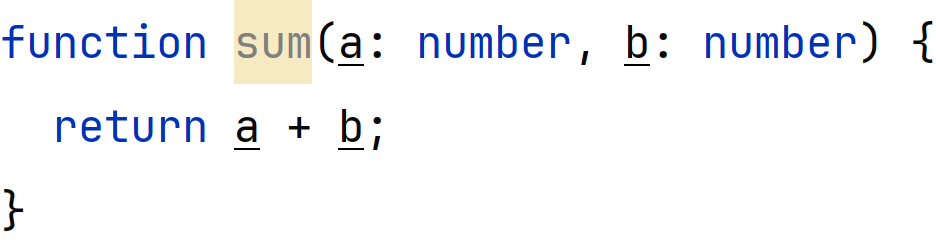 function sum(a: number, b: number) {
  return a + b;
}